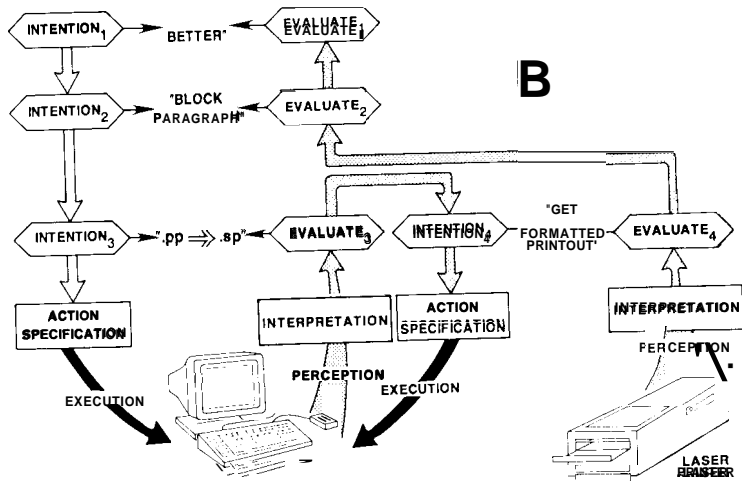 INTENTION1
BETTER"
EVALUATE1
B
INTENTION2
"BLOCK
PARAGRAPH"
EVALUATE2
INTENTION3
".pp ⇒ .sp"
EVALUATE3
INTENTION4
"GET
FORMATTED
PRINTOUT'
EVALUATE4
ACTION
SPECIFICATION
INTERPRETATION
ACTION
SPECIFICATION
INTERPRETATION
PERCEPTION
PERCEPTION
EXECUTION
EXECUTION
LASER
PRINTER